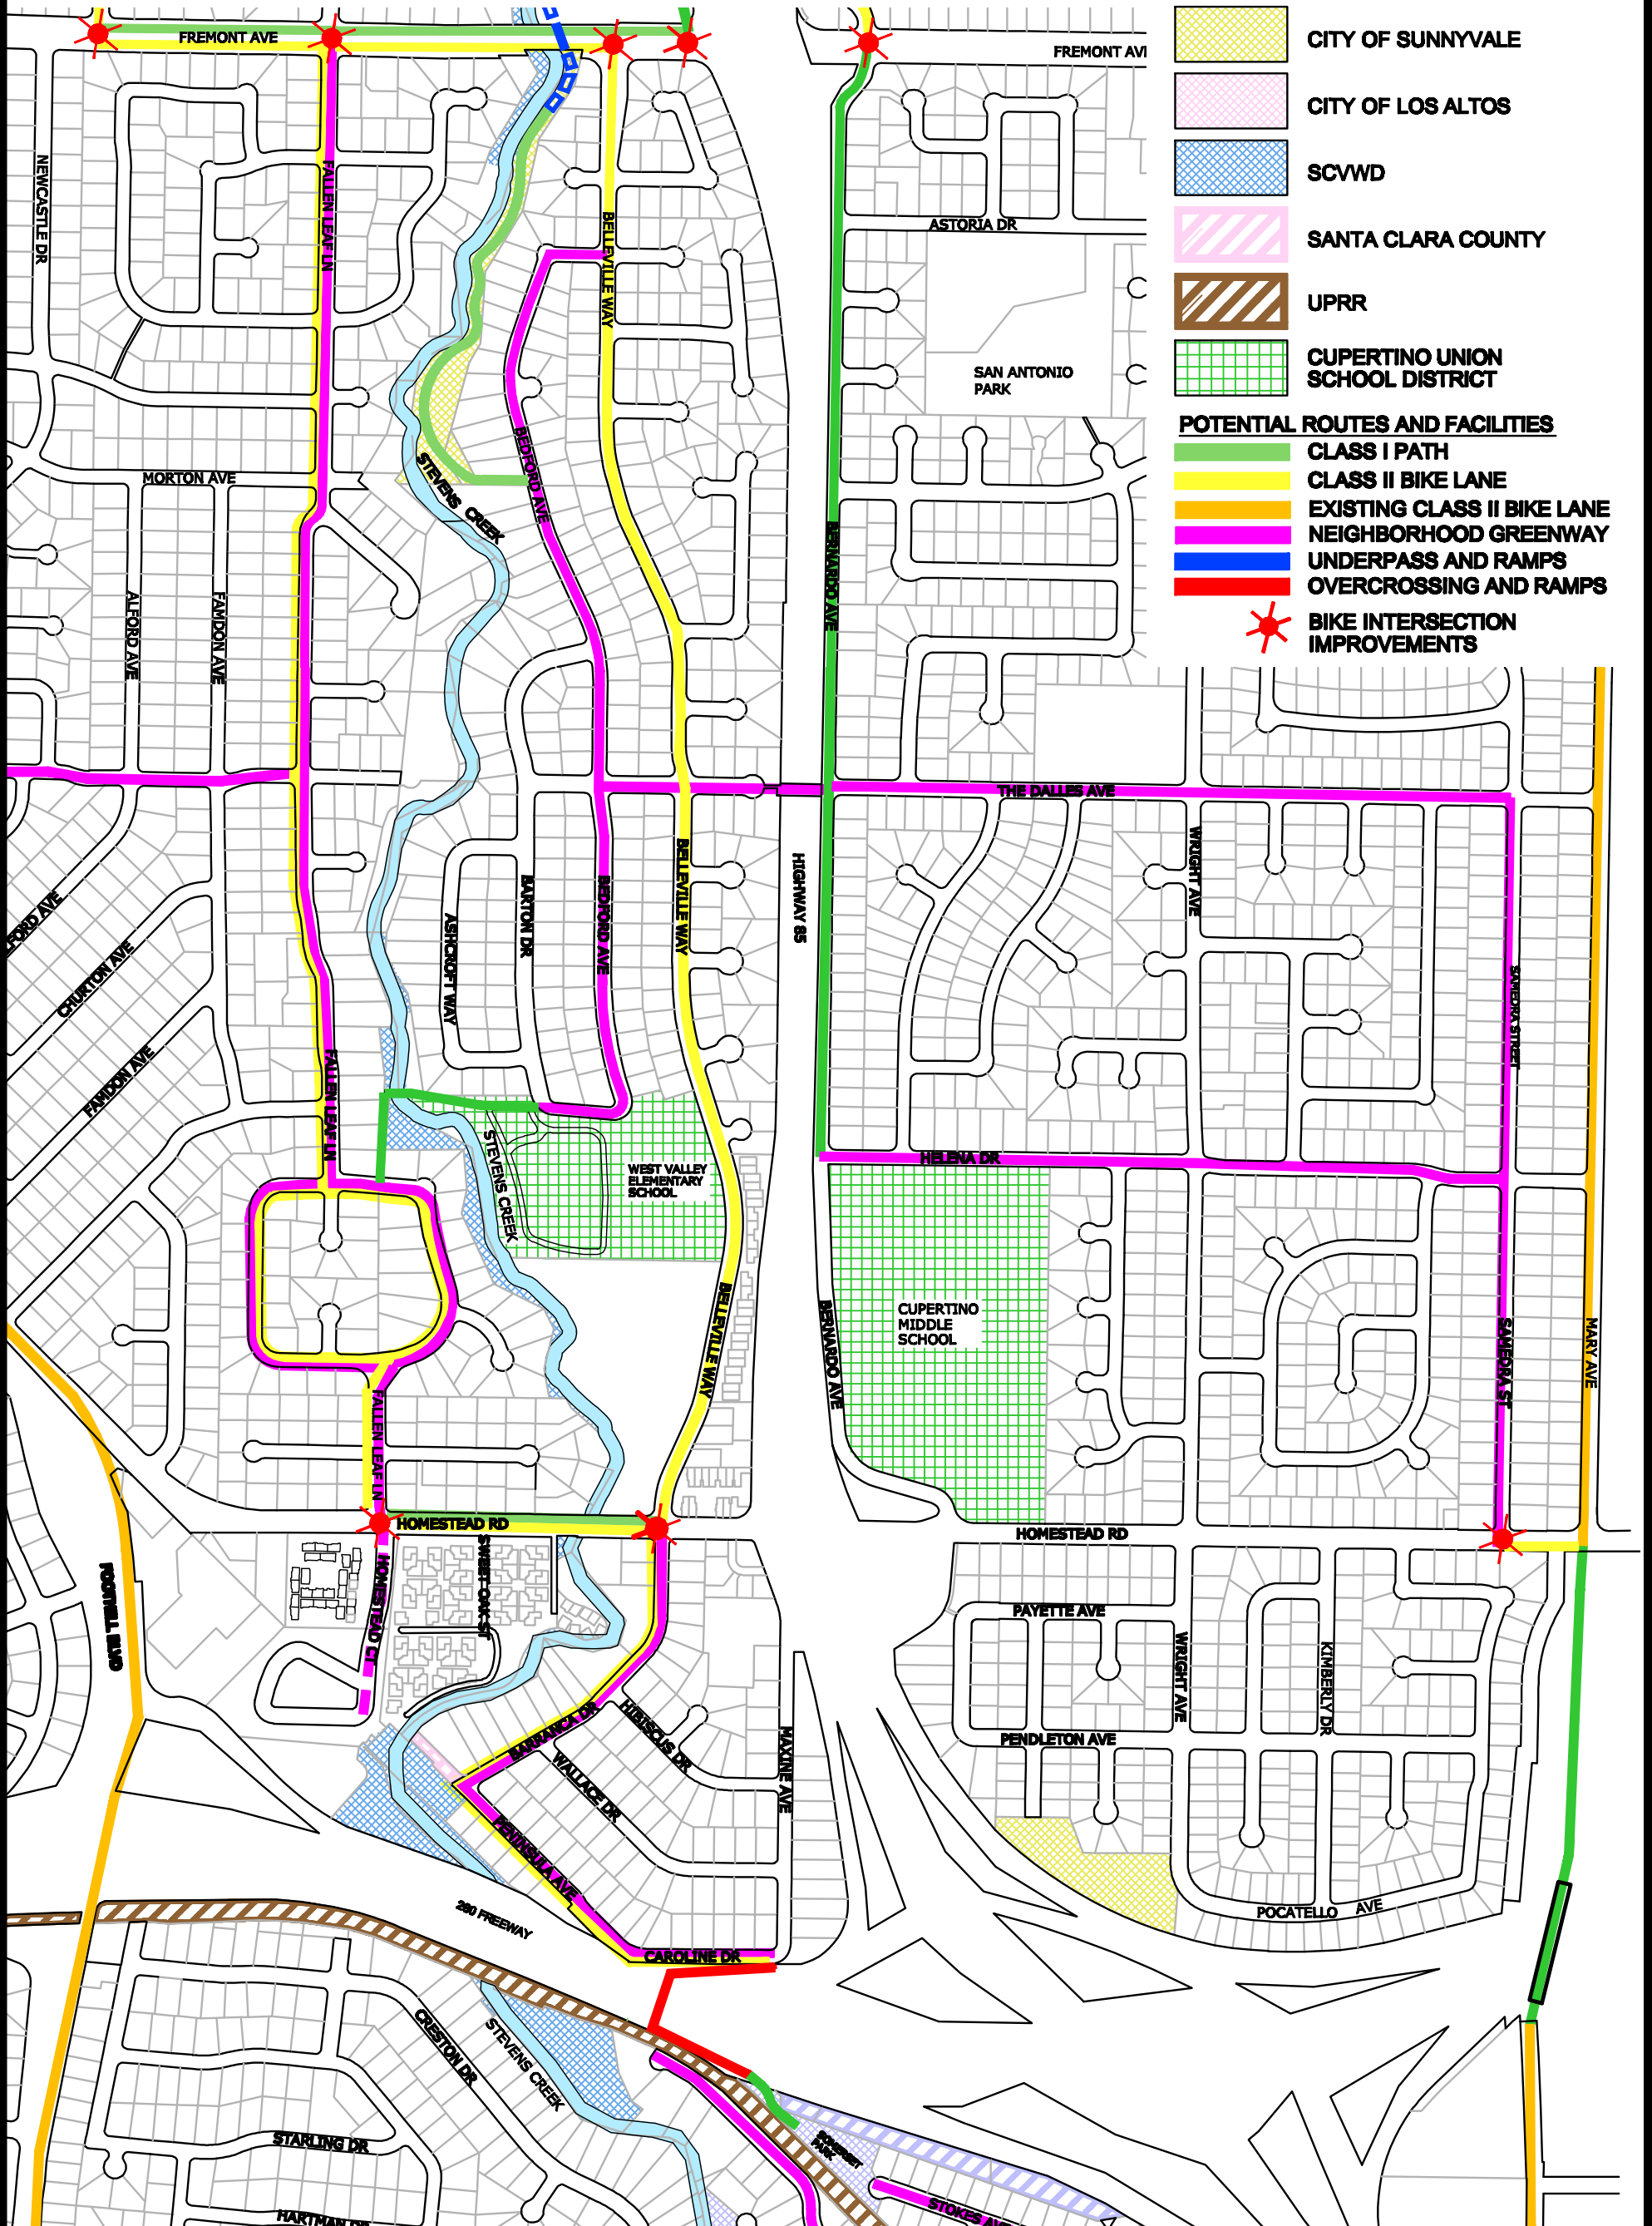 FREMONT AVE
FREMONT AV
CITY OF SUNNYVALE
CITY OF LOS ALTOS
SCVWD
SANTA CLARA COUNTY
UPRR
CUPERTINO UNION
SCHOOL DISTRICT
POTENTIAL ROUTES AND FACILITIES
CLASS I PATH
CLASS II BIKE LANE
EXISTING CLASS II BIKE LANE
NEIGHBORHOOD GREENWAY
UNDERPASS AND RAMPS
OVERCROSSING AND RAMPS
BIKE INTERSECTION
IMPROVEMENTS
NEWCASTLE DR
FALLEN LEAF LN
BELLEVILLE WAY
ASTORIA DR
SAN ANTONIO
PARK
MORTON AVE
STEVENS CREEK
BEDFORD AVE
BERNARDO AVE
ALFORD AVE
FAMDON AVE
THE DALLES AVE
LFORD AVE
CHURTON AVE
FAMDON AVE
ASHCROFT WAY
BARTON DR
BEDFORD AVE
BELLEVILLE WAY
HIGHWAY 85
WRIGHT AVE
SAMEDRA STREET
FALLEN LEAF LN
STEVENS CREEK
WEST VALLEY
ELEMENTARY
SCHOOL
HELENA DR
CUPERTINO
MIDDLE
SCHOOL
BELLEVILLE WAY
BERNARDO AVE
SAMEDRA ST
MARY AVE
FALLEN LEAF LN
HOMESTEAD RD
HOMESTEAD RD
FOOTHILL BLVD
HOMESTEAD CT
SWEET OAK ST
PAYETTE AVE
WRIGHT AVE
KIMBERLY DR
PENDLETON AVE
BARRANCA DR
HIBISCUS DR
WALLACE DR
MAXINE AVE
PENINSULA AVE
POCATELLO AVE
280 FREEWAY
CAROLINE DR
CRESTON DR
STEVENS CREEK
STARLING DR
SOMERSET
PARK
STOKES AVE
HARTMAN DR